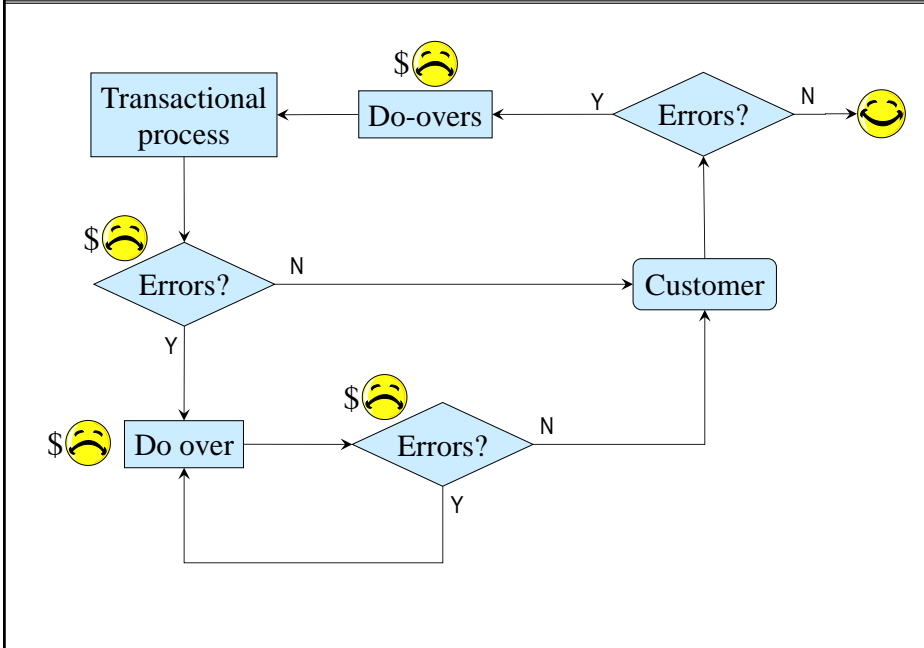 $
Transactional
process
Do-overs
Y
Errors?
N
$
Errors?
N
Customer
Y
$
$
Do over
Errors?
N
Y